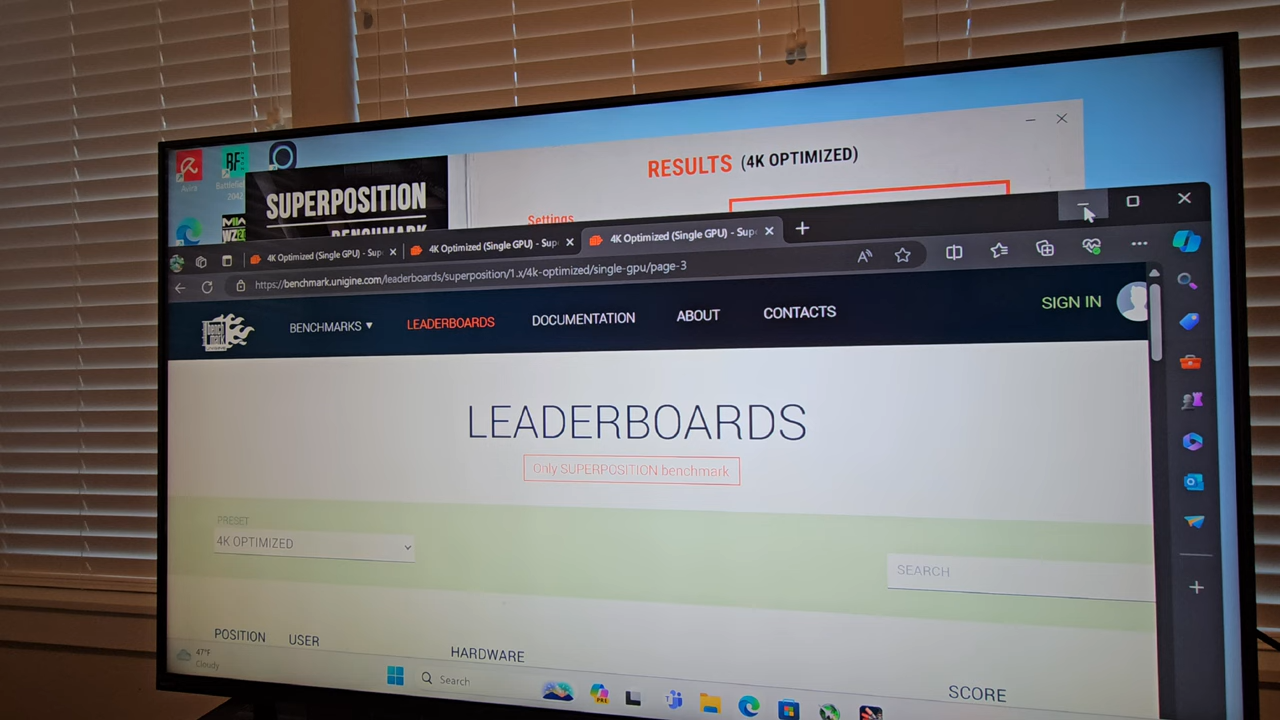 RESULTS (4K OPTIMIZED)
Avira
Battlefield
2042
SUPERPOSITION
BENCHMARK
Settings
4K Optimized (Single GPU) - Sup
4K Optimized (Single GPU) - Sup
4K Optimized (Single GPU) - Sup
https://benchmark.unigine.com/leaderboards/superposition/1.x/4k-optimized/single-gpu/page-3
BENCHMARKS
LEADERBOARDS
DOCUMENTATION
ABOUT
CONTACTS
SIGN IN
LEADERBOARDS
Only SUPERPOSITION benchmark
PRESET
4K OPTIMIZED
SEARCH
POSITION
USER
HARDWARE
SCORE
47°F
Cloudy
Search